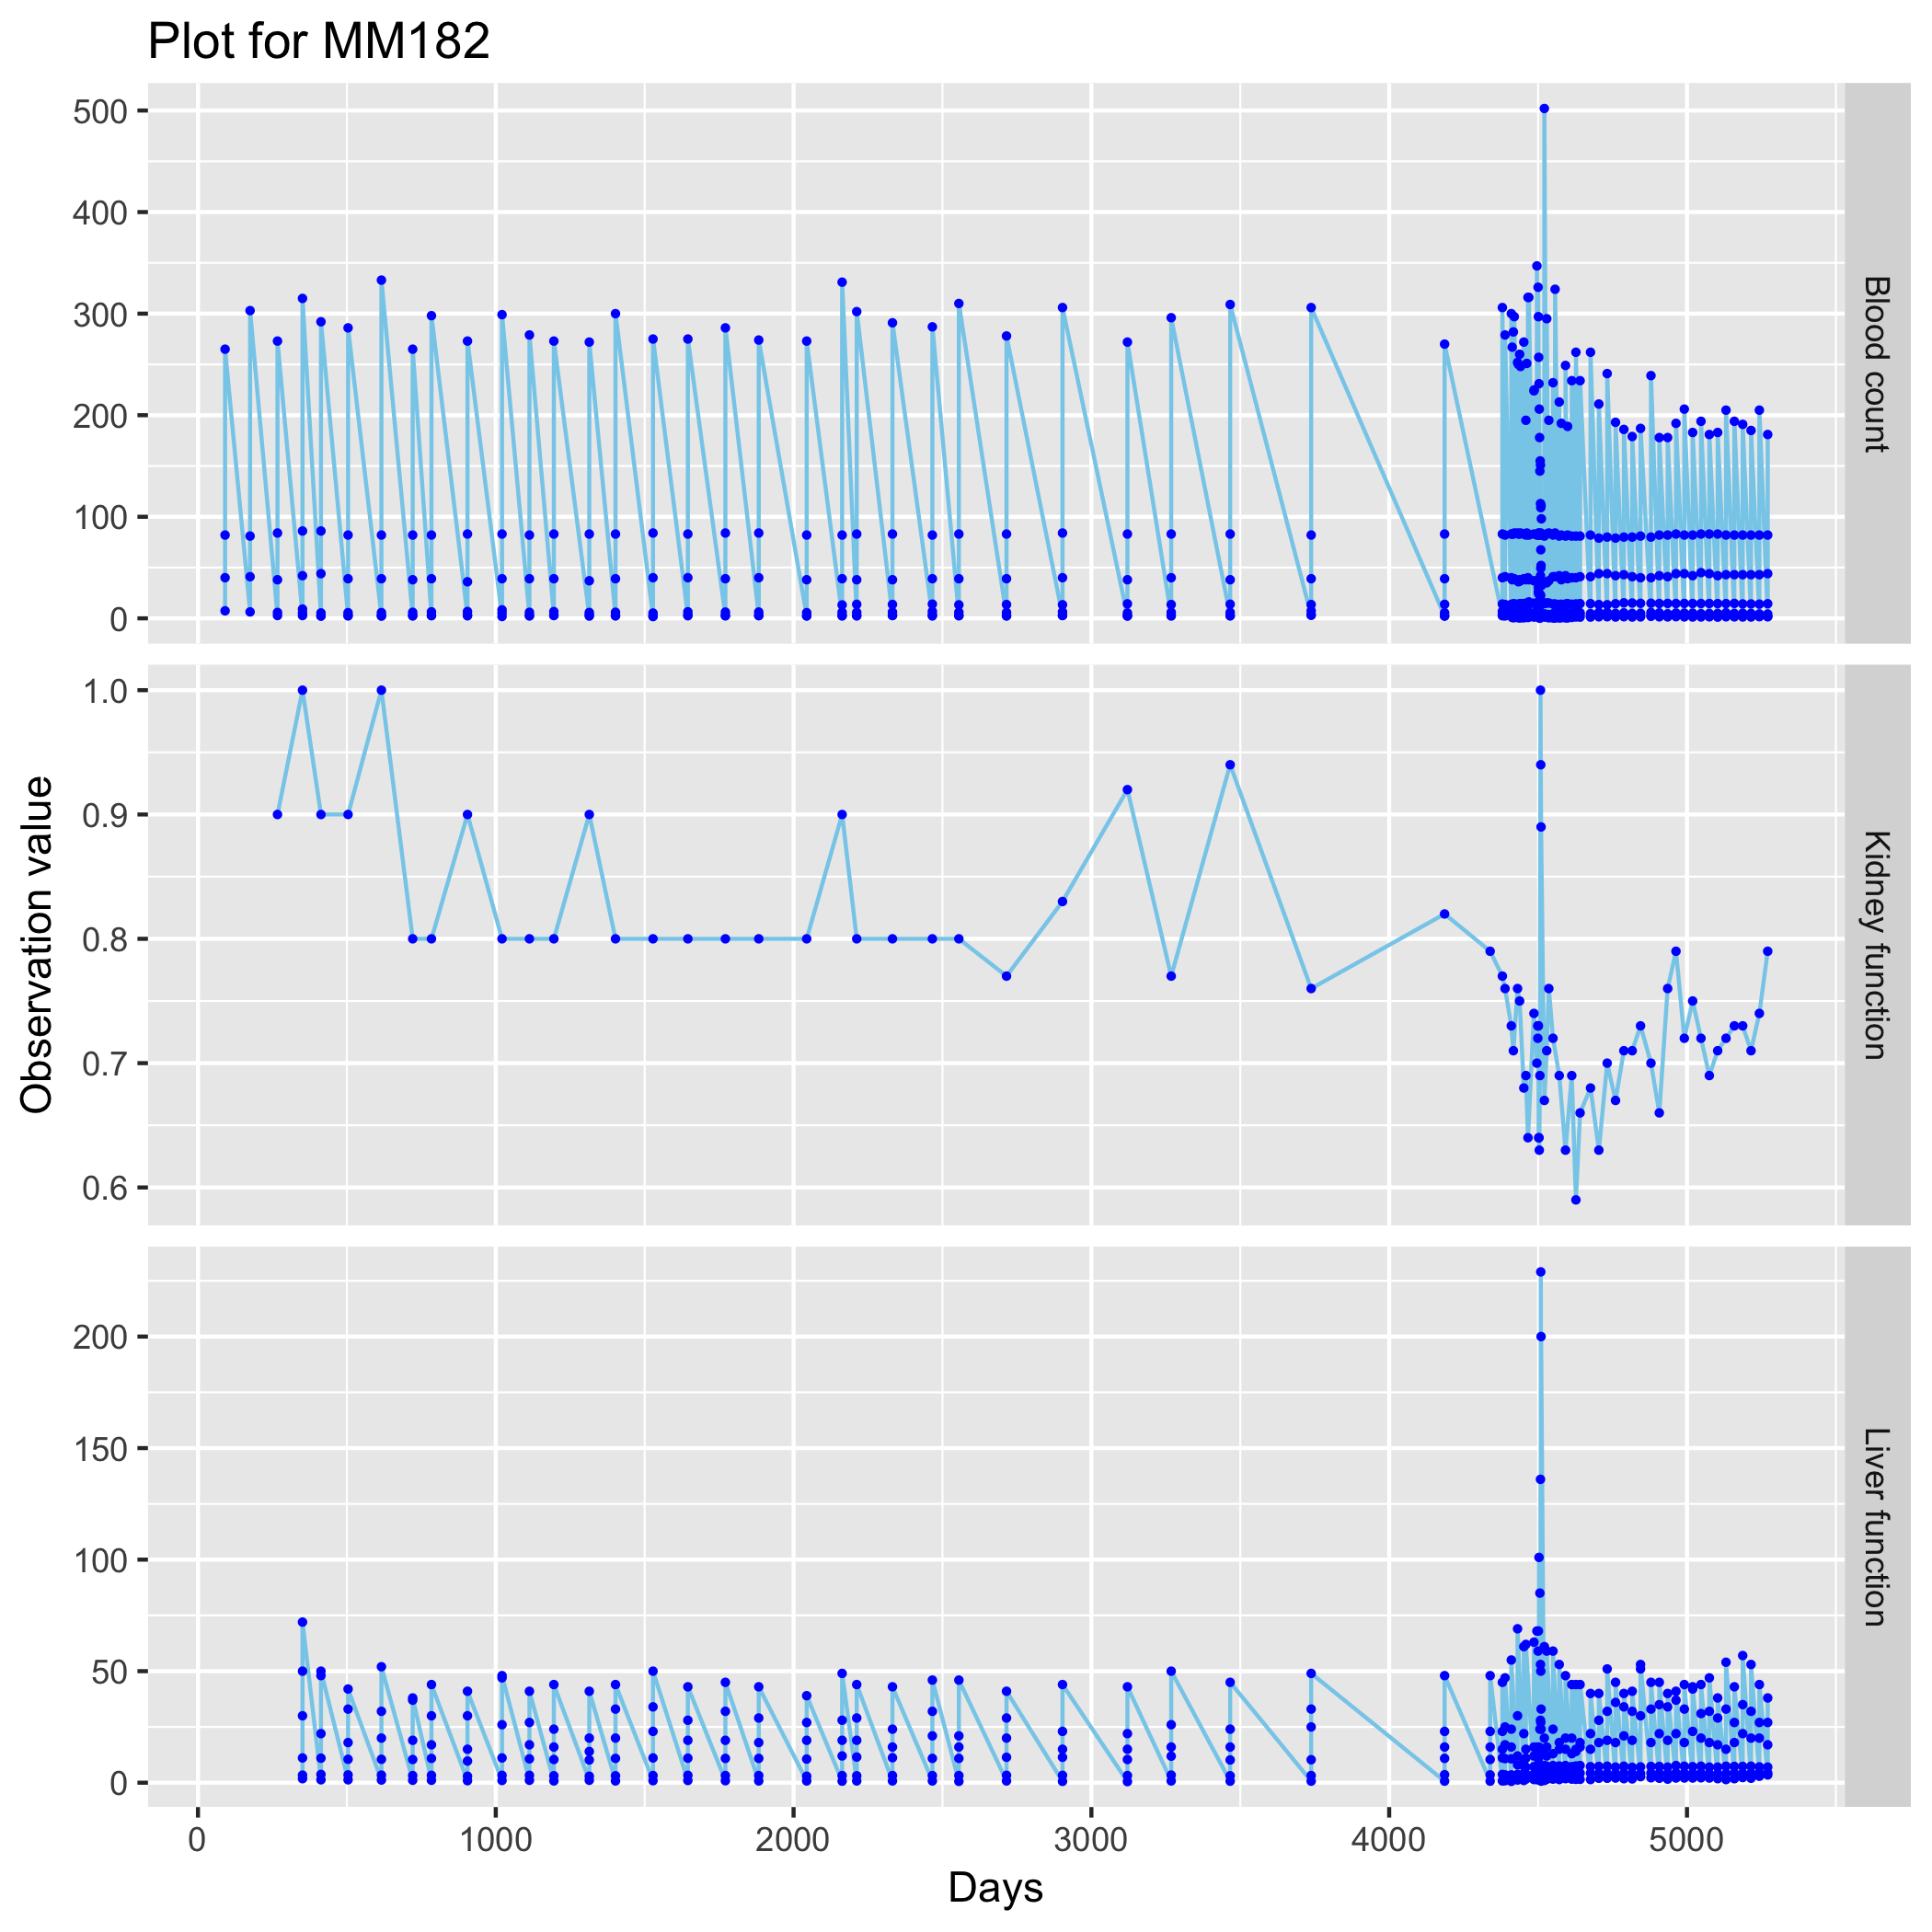 Plot for MM182
500
400
300
200
100
0
Blood count
1.0
0.9
0.8
0.7
0.6
Kidney function
Observation value
200
150
100
50
0
Liver function
0 1000 2000 3000 4000 5000
Days